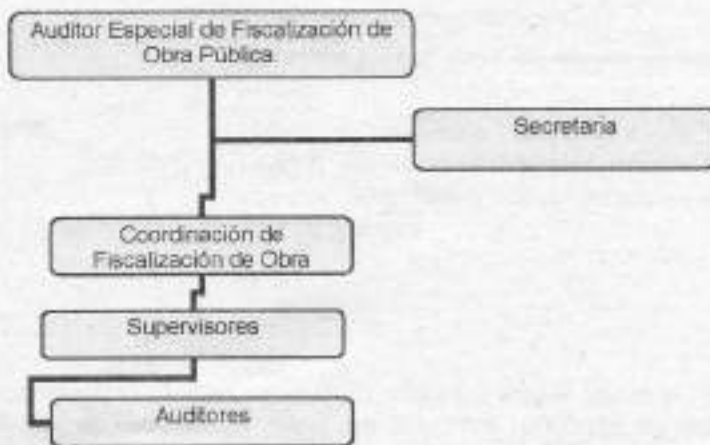 Auditor Especial de Fiscalización de
Obra Pública.
Secretaria
Coordinación de
Fiscalización de Obra
Supervisores
Auditores